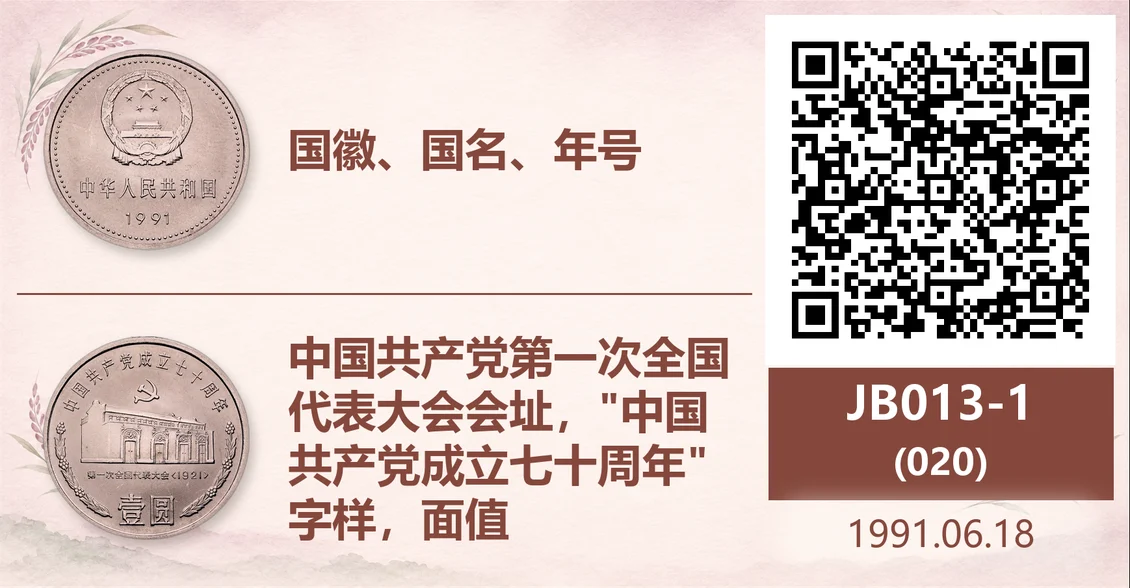 中华人民共和国
1991
国徽、国名、年号
中国共产党成立七十周年
第一次全国代表大会<1921>
壹圆
中国共产党第一次全国
代表大会会址，"中国
共产党成立七十周年"
字样，面值
JB013-1
(020)
1991.06.18